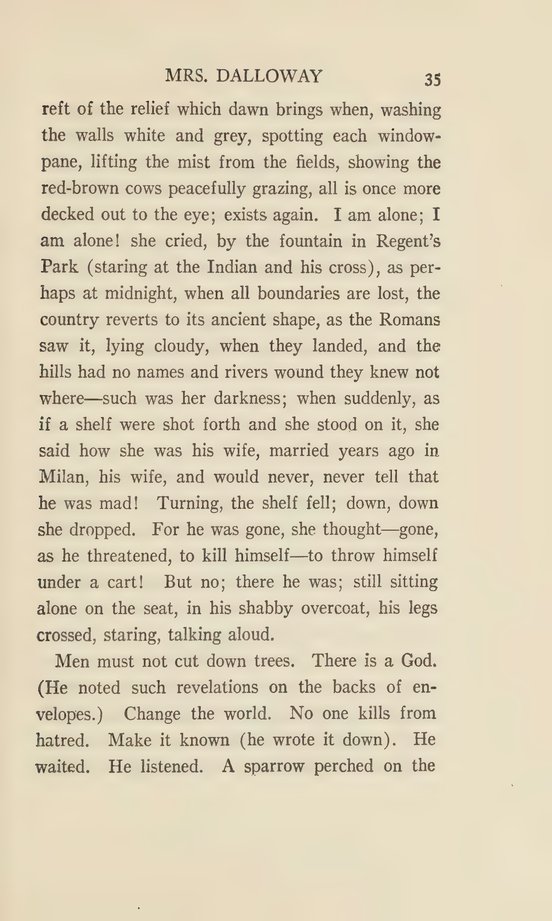 MRS. DALLOWAY 35
reft of the relief which dawn brings when, washing
the walls white and grey, spotting each window-
pane, lifting the mist from the fields, showing the
red-brown cows peacefully grazing, all is once more
decked out to the eye; exists again. I am alone; I
am alone! she cried, by the fountain in Regent's
Park (staring at the Indian and his cross), as per-
haps at midnight, when all boundaries are lost, the
country reverts to its ancient shape, as the Romans
saw it, lying cloudy, when they landed, and the
hills had no names and rivers wound they knew not
where—such was her darkness; when suddenly, as
if a shelf were shot forth and she stood on it, she
said how she was his wife, married years ago in
Milan, his wife, and would never, never tell that
he was mad! Turning, the shelf fell; down, down
she dropped. For he was gone, she thought—gone,
as he threatened, to kill himself—to throw himself
under a cart! But no; there he was; still sitting
alone on the seat, in his shabby overcoat, his legs
crossed, staring, talking aloud.
Men must not cut down trees. There is a God.
(He noted such revelations on the backs of en-
velopes.) Change the world. No one kills from
hatred. Make it known (he wrote it down). He
waited. He listened. A sparrow perched on the